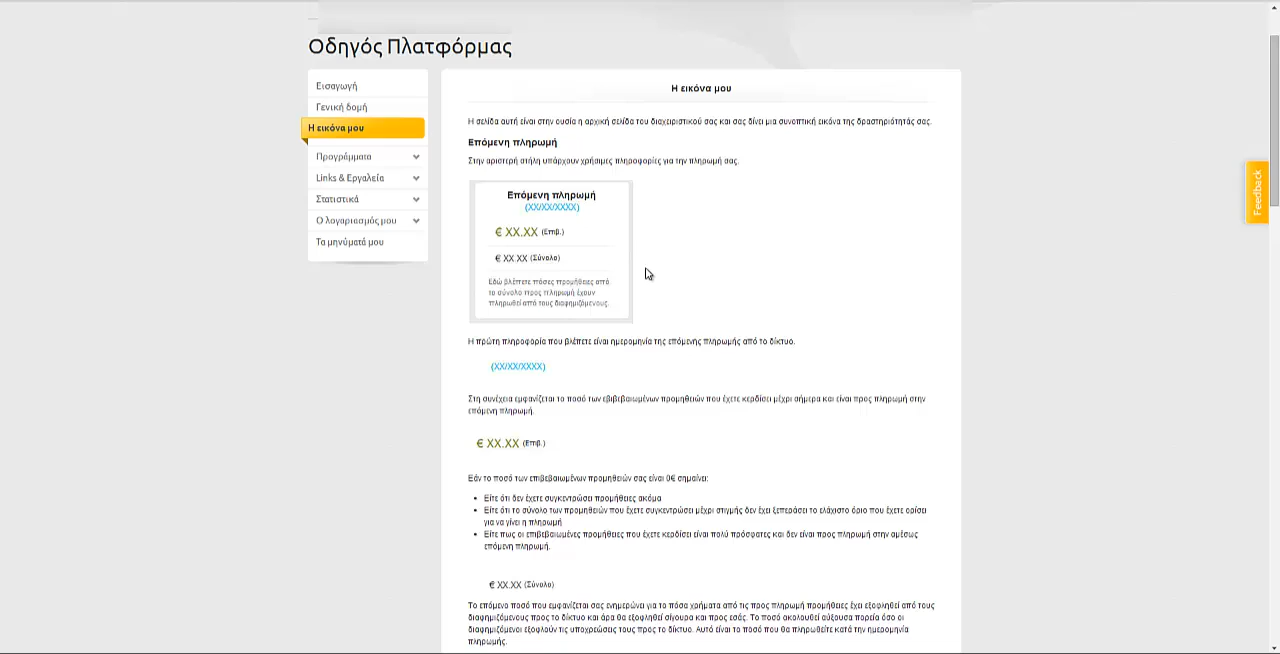 Οδηγός Πλατφόρμας
Εισαγωγή
Γενική δομή
Η εικόνα μου
Προγράμματα
Links & Εργαλεία
Στατιστικά
Ο λογαριασμός μου
Τα μηνύματά μου
Η εικόνα μου
Η σελίδα αυτή είναι στην ουσία η αρχική σελίδα του διαχειριστικού σας και σας δίνει μια συνοπτική εικόνα της δραστηριότητάς σας.
Επόμενη πληρωμή
Στην αριστερή στήλη υπάρχουν χρήσιμες πληροφορίες για την πληρωμή σας.
Επόμενη πληρωμή
(XX/XX/XXXX)
€ XX.XX (Επιβ.)
€ XX.XX (Σύνολο)
Εδώ βλέπετε πόσες προμήθειες από
το σύνολο προς πληρωμή έχουν
πληρωθεί από τους διαφημιζόμενους.
Η πρώτη πληροφορία που βλέπετε είναι ημερομηνία της επόμενης πληρωμής από το δίκτυο.
(XX/XX/XXXX)
Στη συνέχεια εμφανίζεται το ποσό των εβιβεβαιωμένων προμηθειών που έχετε κερδίσει μέχρι σήμερα και είναι προς πληρωμή στην
επόμενη πληρωμή.
€ XX.XX (Επιβ.)
Εάν το ποσό των επιβεβαιωμένων προμηθειών σας είναι 0€ σημαίνει:
• Είτε ότι δεν έχετε συγκεντρώσει προμήθειες ακόμα
• Είτε ότι το σύνολο των προμηθειών που έχετε συγκεντρώσει μέχρι στιγμής δεν έχει ξεπεράσει το ελάχιστο όριο που έχετε ορίσει
για να γίνει η πληρωμή
• Είτε πως οι επιβεβαιωμένες προμήθειες που έχετε κερδίσει είναι πολύ πρόσφατες και δεν είναι προς πληρωμή στην αμέσως
επόμενη πληρωμή.
€ XX.XX (Σύνολο)
Το επόμενο ποσό που εμφανίζεται σας ενημερώνει για το πόσα χρήματα από τις προς πληρωμή προμήθειες έχει εξοφληθεί από τους
διαφημιζόμενους προς το δίκτυο και άρα θα εξοφληθεί σίγουρα και προς εσάς. Το ποσό ακολουθεί αύξουσα πορεία όσο οι
διαφημιζόμενοι εξοφλούν τις υποχρεώσεις τους προς το δίκτυο. Αυτό είναι το ποσό που θα πληρωθείτε κατά την ημερομηνία
πληρωμής.
Feedback